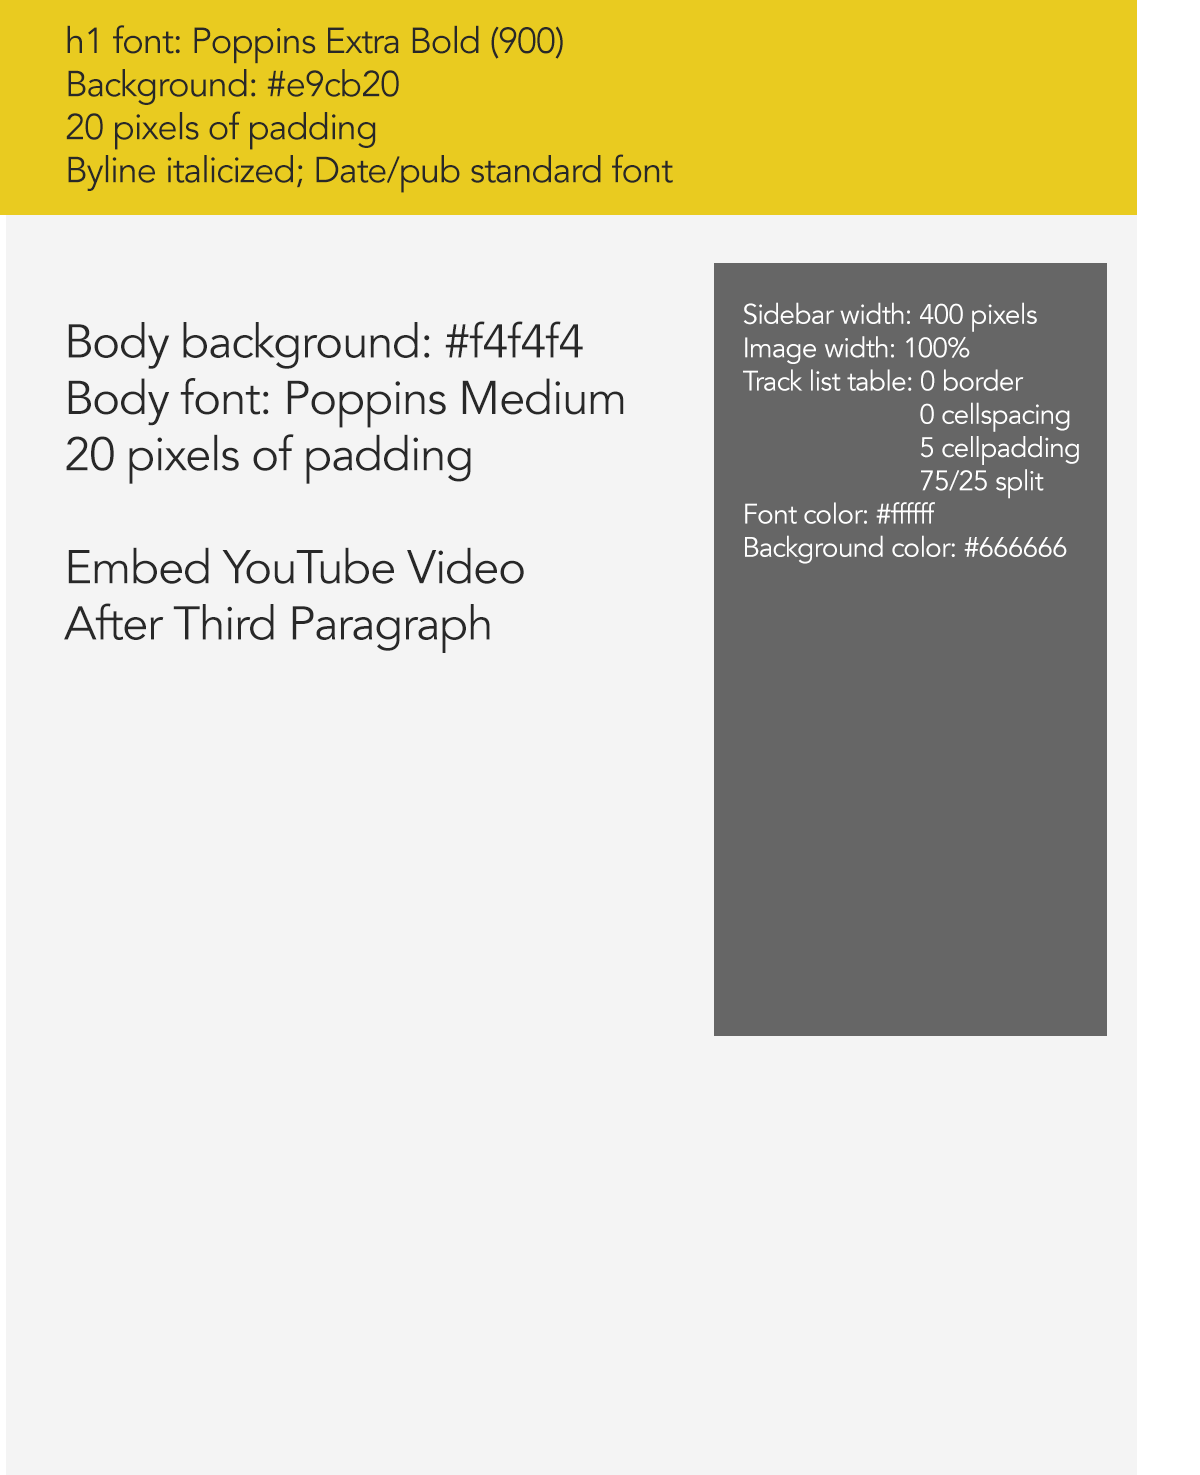 h1 font: Poppins Extra Bold (900)
Background: #e9cb20
20 pixels of padding
Byline italicized; Date/pub standard font
Body background: #f4f4f4
Body font: Poppins Medium
20 pixels of padding
Embed YouTube Video
After Third Paragraph
Sidebar width: 400 pixels
Image width: 100%
Track list table: 0 border
0 cellspacing
5 cellpadding
75/25 split
Font color: #ffffff
Background color: #666666